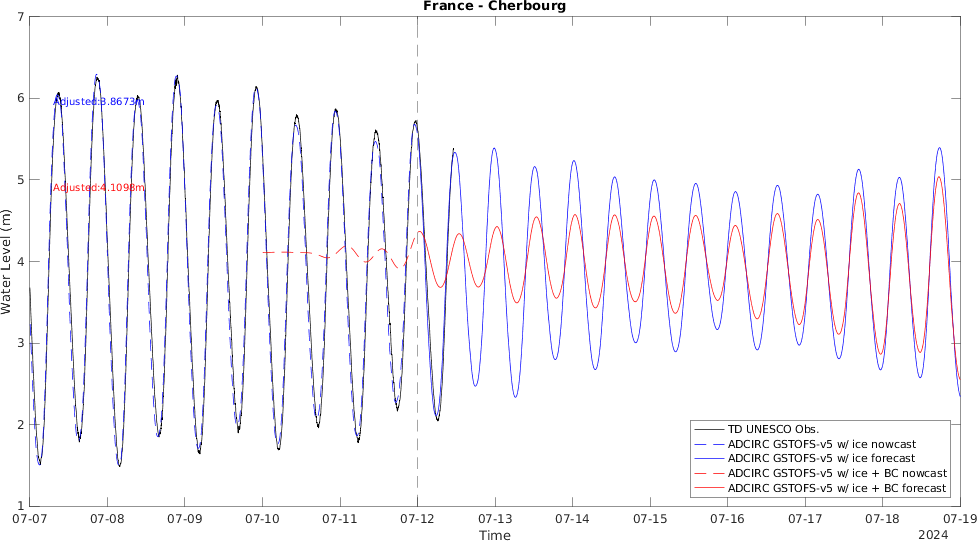 France - Cherbourg
7
6
5
4
3
2
1
Water Level (m)
Adjusted:3.8673m
Adjusted:4.1098m
TD UNESCO Obs.
ADCIRC GSTOFS-v5 w/ ice nowcast
ADCIRC GSTOFS-v5 w/ ice forecast
ADCIRC GSTOFS-v5 w/ ice + BC nowcast
ADCIRC GSTOFS-v5 w/ ice + BC forecast
07-07 07-08 07-09 07-10 07-11 07-12 07-13 07-14 07-15 07-16 07-17 07-18 07-19
Time
2024